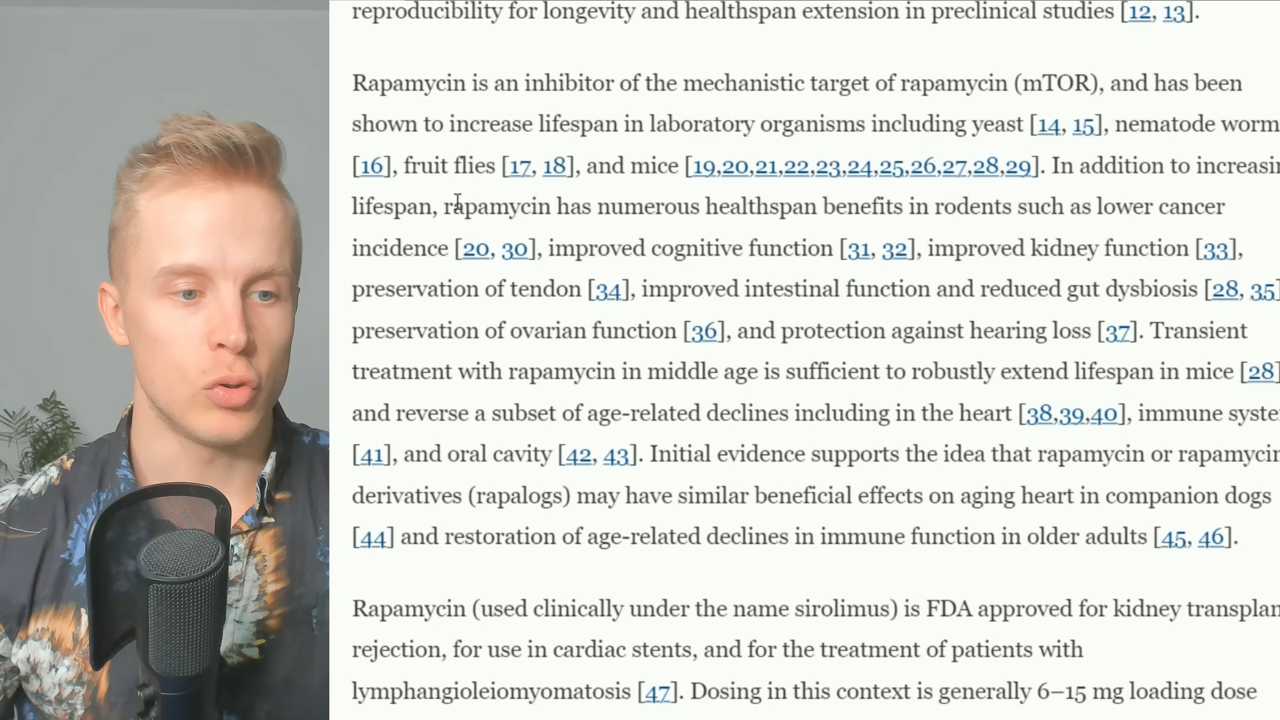 reproducibility for longevity and healthspan extension in preclinical studies [12, 13].
Rapamycin is an inhibitor of the mechanistic target of rapamycin (mTOR), and has been
shown to increase lifespan in laboratory organisms including yeast [14, 15], nematode worm
[16], fruit flies [17, 18], and mice [19,20,21,22,23,24,25,26,27,28,29]. In addition to increasin
lifespan, rapamycin has numerous healthspan benefits in rodents such as lower cancer
incidence [20, 30], improved cognitive function [31, 32], improved kidney function [33],
preservation of tendon [34], improved intestinal function and reduced gut dysbiosis [28, 35]
preservation of ovarian function [36], and protection against hearing loss [37]. Transient
treatment with rapamycin in middle age is sufficient to robustly extend lifespan in mice [28]
and reverse a subset of age-related declines including in the heart [38,39,40], immune syste
[41], and oral cavity [42, 43]. Initial evidence supports the idea that rapamycin or rapamycin
derivatives (rapalogs) may have similar beneficial effects on aging heart in companion dogs
[44] and restoration of age-related declines in immune function in older adults [45, 46].
Rapamycin (used clinically under the name sirolimus) is FDA approved for kidney transplan
rejection, for use in cardiac stents, and for the treatment of patients with
lymphangioleiomyomatosis [47]. Dosing in this context is generally 6–15 mg loading dose